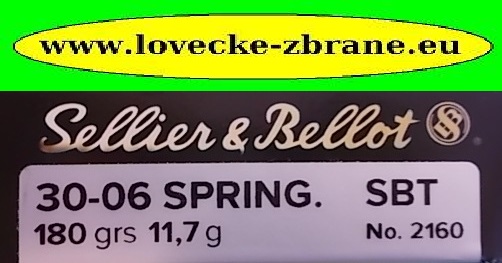 www.lovecke-zbrane.eu
Sellier & Bellot
30-06 SPRING. SBT
180 grs 11,7 g No. 2160